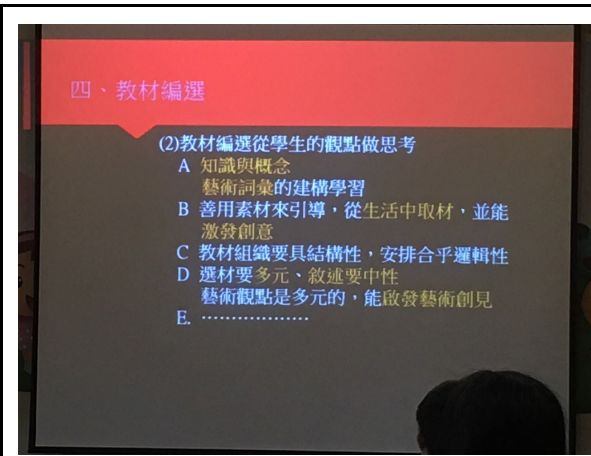 四、教材編選
(2)教材編選從學生的觀點做思考
A 知識與概念
藝術詞彙的建構學習
B 善用素材來引導，從生活中取材，並能
激發創意
C 教材組織要具結構性，安排合乎邏輯性
D 選材要多元、敘述要中性
藝術觀點是多元的，能啟發藝術創見
E. ··················